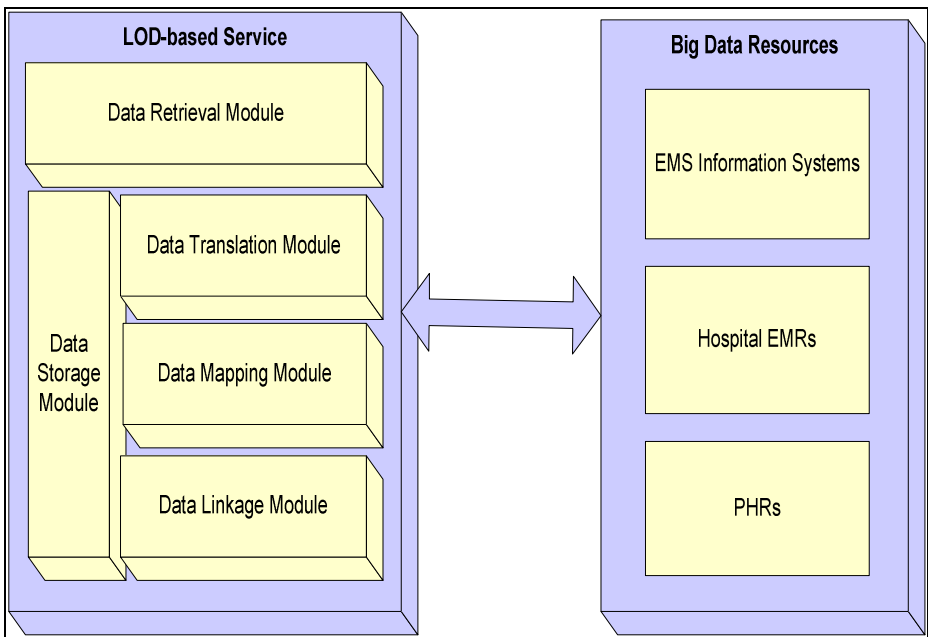 LOD-based Service
Data Retrieval Module
Data Translation Module
Data
Storage
Module
Data Mapping Module
Data Linkage Module
Big Data Resources
EMS Information Systems
Hospital EMRs
PHRs